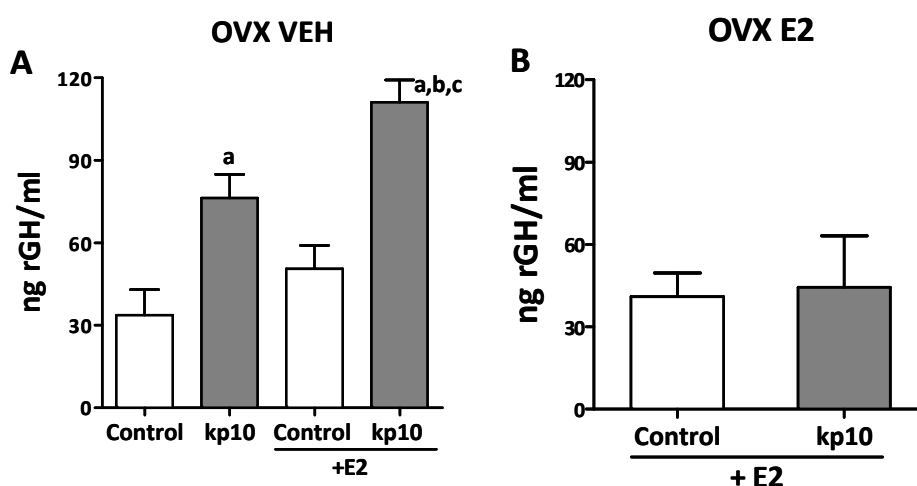 OVX VEH
A
ng rGH/ml
120
90
60
30
0
a
a,b,c
Control kp10 Control kp10
+E2
OVX E2
B
ng rGH/ml
120
90
60
30
0
Control kp10
+ E2